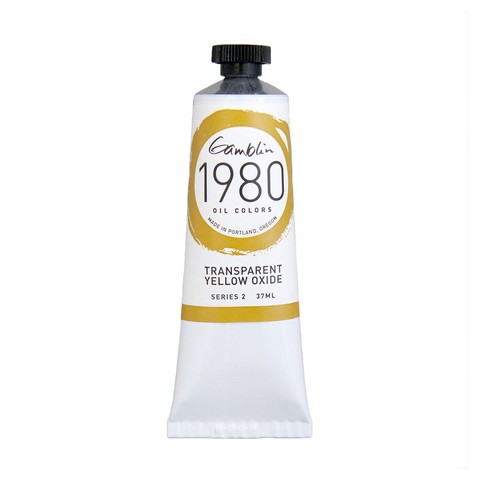 Gamblin
1980
OIL COLORS
MADE IN PORTLAND, OREGON
TRANSPARENT
YELLOW OXIDE
SERIES 2 37ML